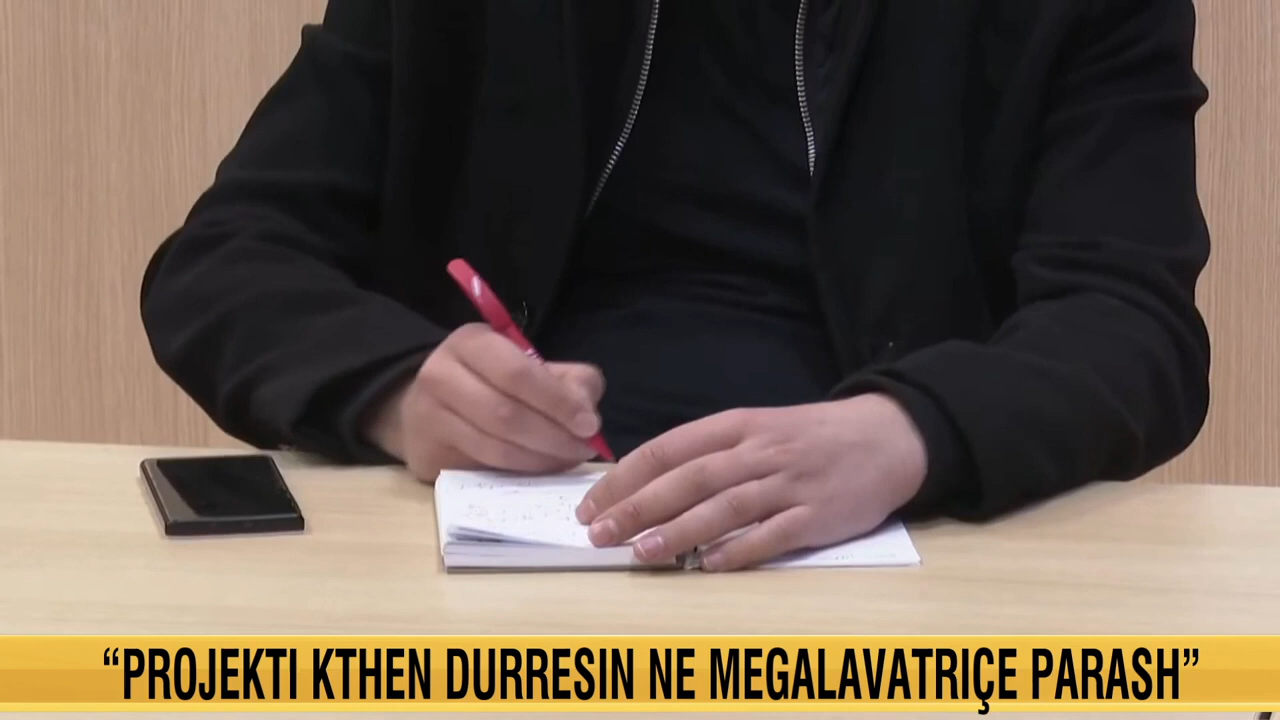 “PROJEKTI KTHEN DURRESIN NE MEGALAVATRIÇE PARASH”